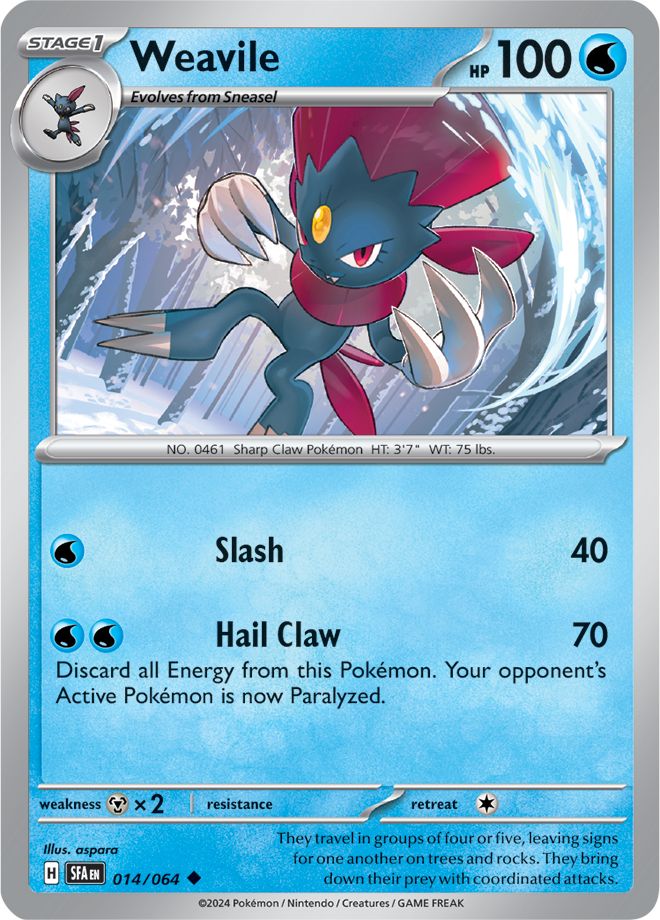 STAGE 1
Weavile
HP 100
Evolves from Sneasel
NO. 0461 Sharp Claw Pokémon HT: 3'7" WT: 75 lbs.
Slash 40
Hail Claw 70
Discard all Energy from this Pokémon. Your opponent's
Active Pokémon is now Paralyzed.
weakness ×2 resistance retreat
Illus. aspara
H SFA EN 014/064
They travel in groups of four or five, leaving signs
for one another on trees and rocks. They bring
down their prey with coordinated attacks.
©2024 Pokémon / Nintendo / Creatures / GAME FREAK